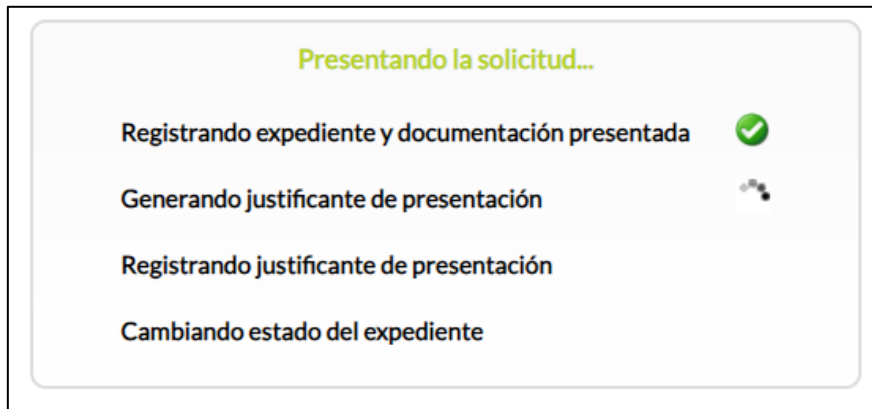 Presentando la solicitud...
Registrando expediente y documentación presentada
Generando justificante de presentación
Registrando justificante de presentación
Cambiando estado del expediente